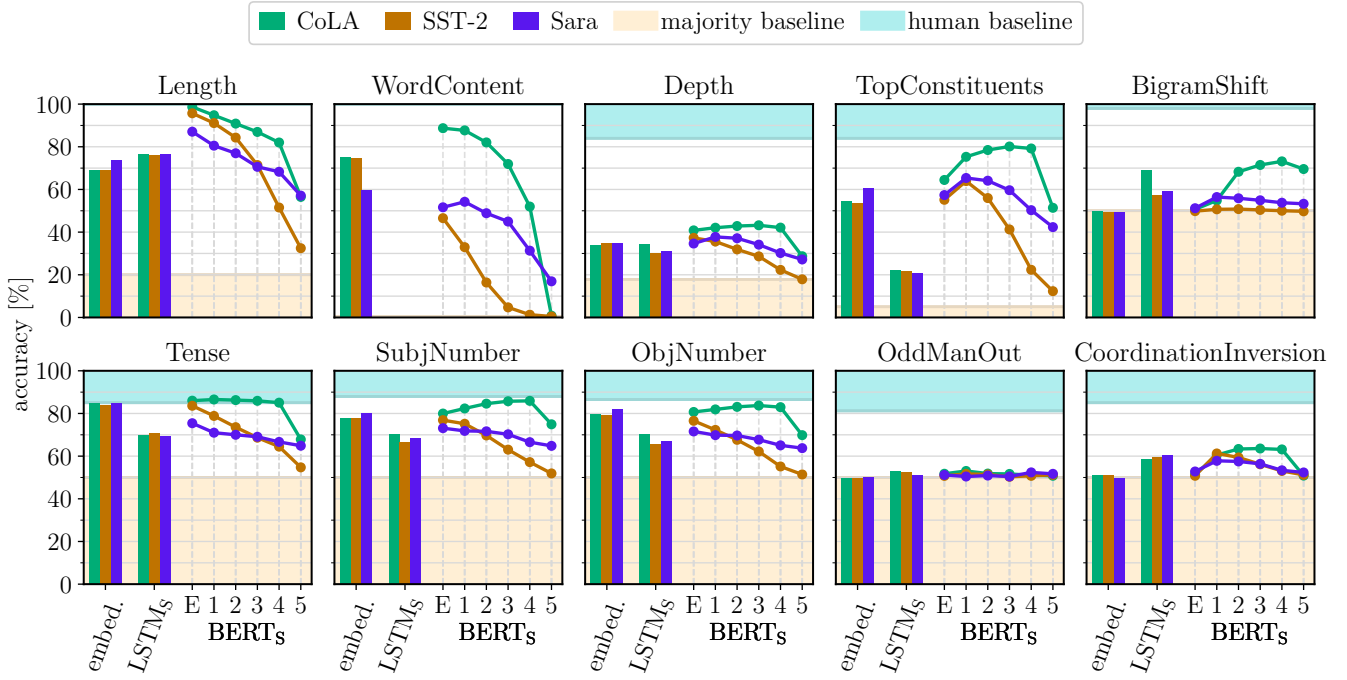 CoLA SST-2 Sara majority baseline human baseline
Length WordContent Depth TopConstituents BigramShift
100
80
60
40
20
0
accuracy [%]
Tense SubjNumber ObjNumber OddManOut CoordinationInversion
100
80
60
40
20
0
embed. LSTMS E 1 2 3 4 5 embed. LSTMS E 1 2 3 4 5 embed. LSTMS E 1 2 3 4 5 embed. LSTMS E 1 2 3 4 5 embed. LSTMS E 1 2 3 4 5
BERTS BERTS BERTS BERTS BERTS